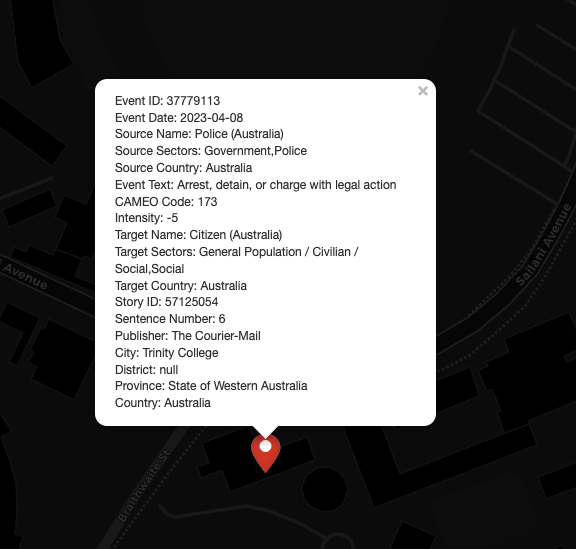 ×
Event ID: 37779113
Event Date: 2023-04-08
Source Name: Police (Australia)
Source Sectors: Government,Police
Source Country: Australia
Event Text: Arrest, detain, or charge with legal action
CAMEO Code: 173
Intensity: -5
Target Name: Citizen (Australia)
Target Sectors: General Population / Civilian /
Social,Social
Target Country: Australia
Story ID: 57125054
Sentence Number: 6
Publisher: The Courier-Mail
City: Trinity College
District: null
Province: State of Western Australia
Country: Australia
Avenue
Avenue
Braithwaite St